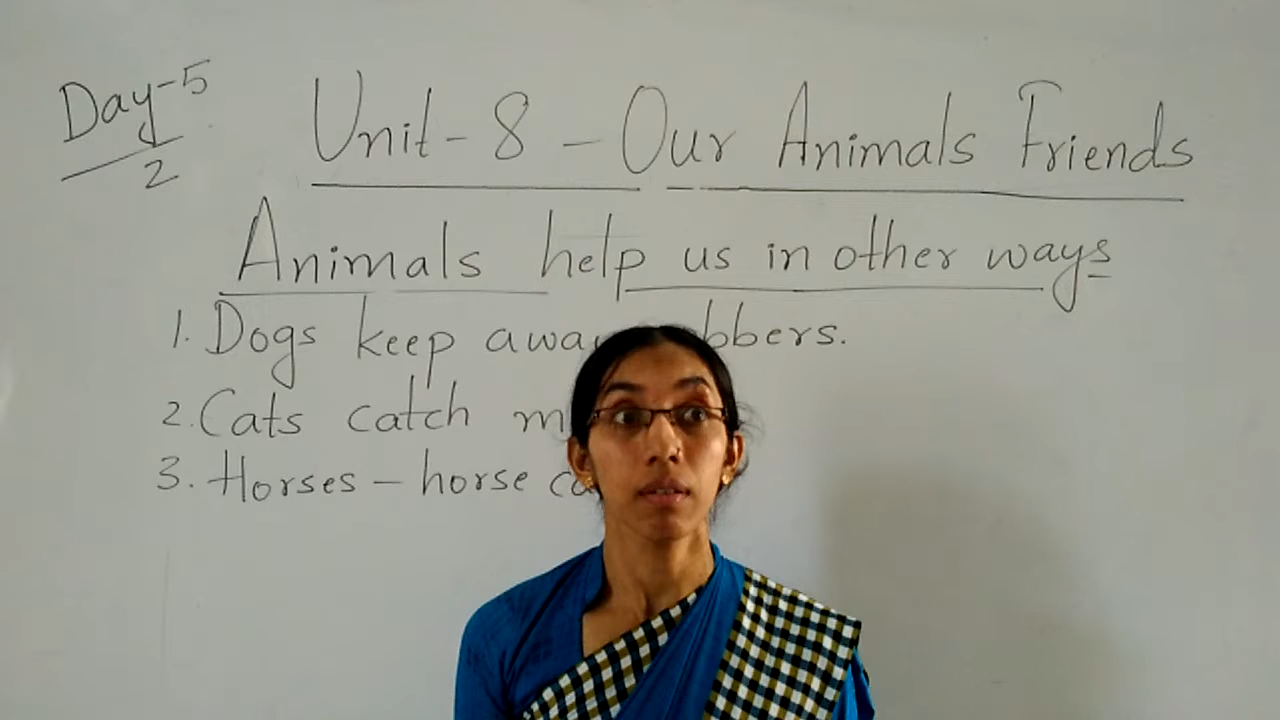 Day-5
2
Unit - 8 - Our Animals Friends
Animals help us in other ways
1. Dogs keep away
2. Cats catch
3. Horses - horse